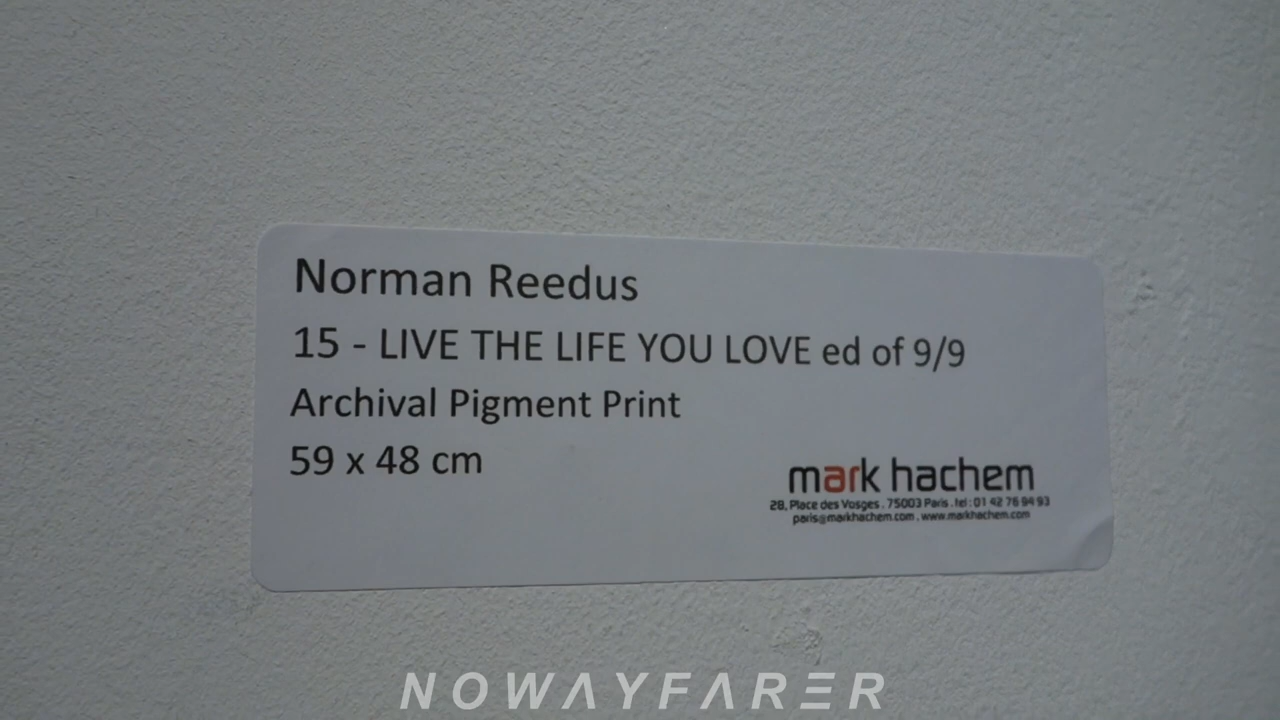 Norman Reedus
15 - LIVE THE LIFE YOU LOVE ed of 9/9
Archival Pigment Print
59 x 48 cm
mark hachem
28, Place des Vosges . 75003 Paris . tel : 01 42 76 94 93
paris@markhachem.com . www.markhachem.com
NOWAYFARER